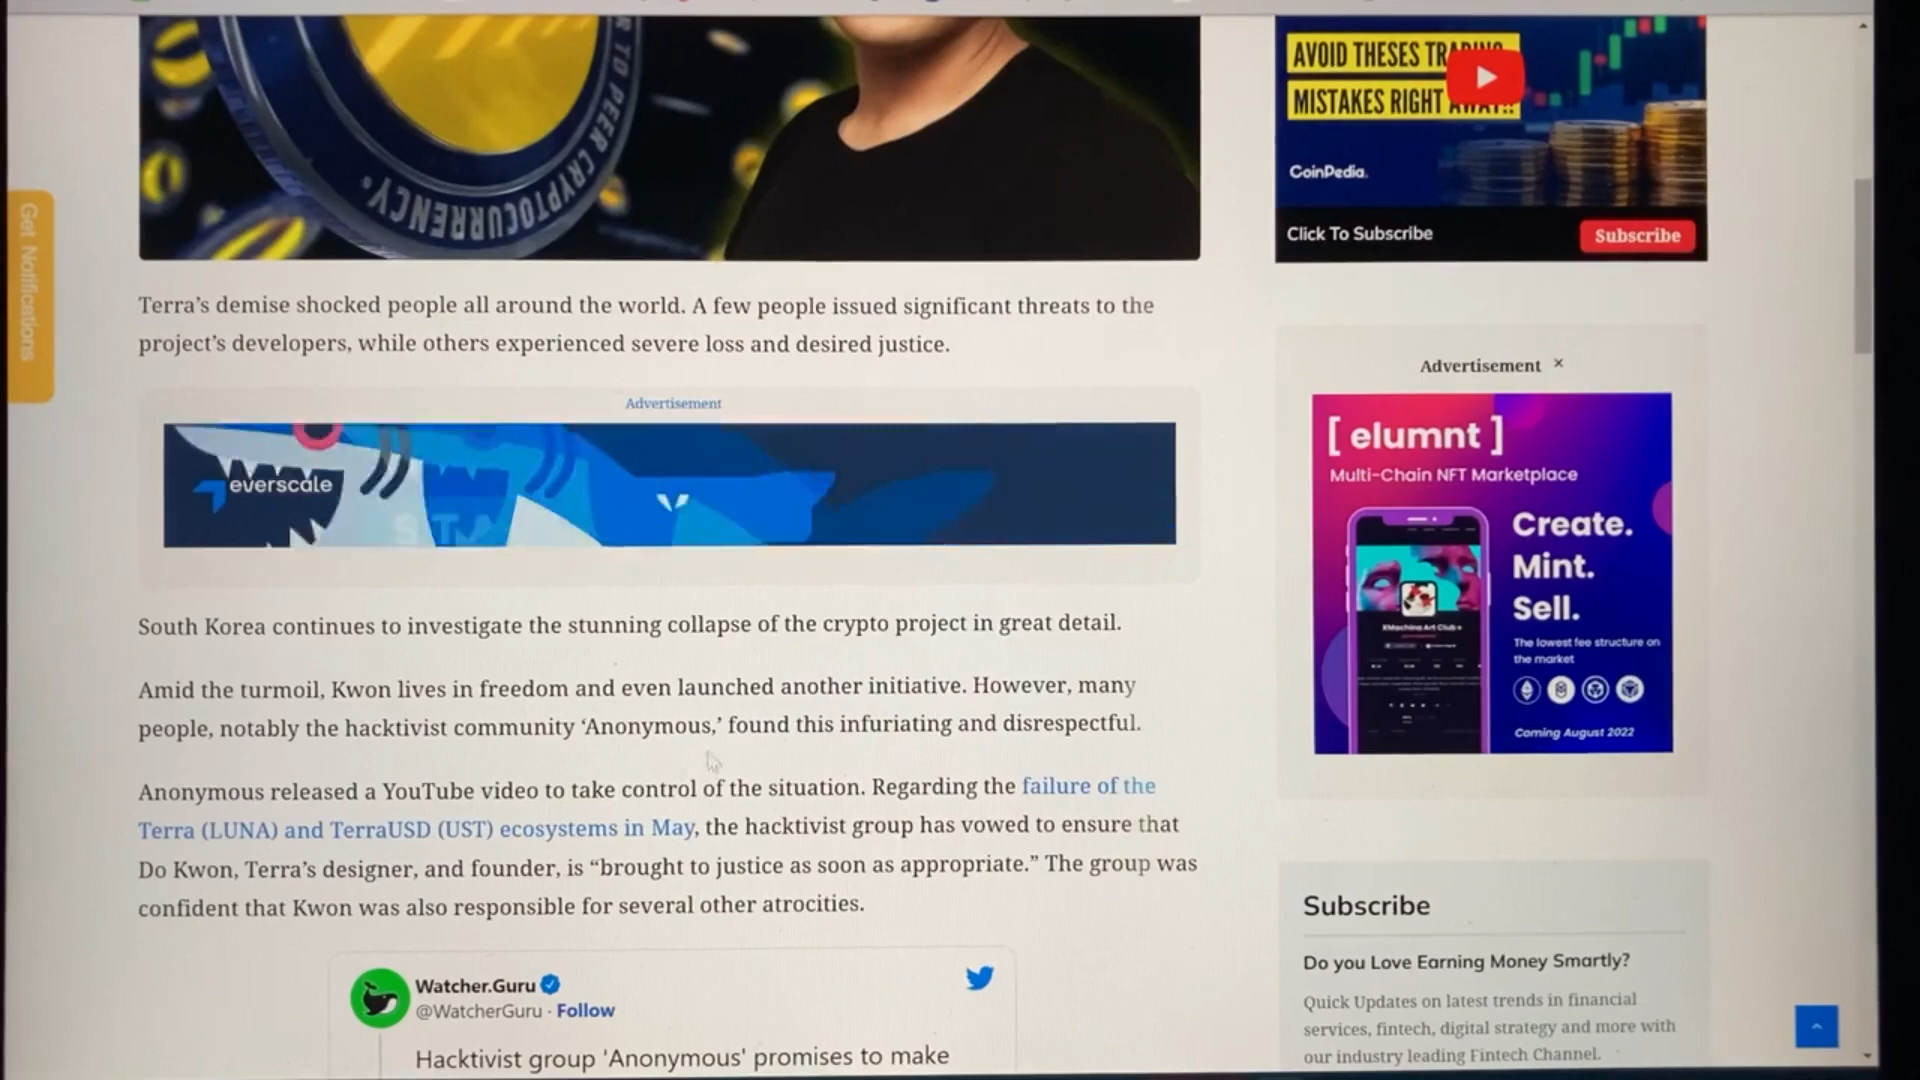 R TO PEER CRYPTOCURRENCY.
AVOID THESES TRADING
MISTAKES RIGHT AWAY!!
CoinPedia.
Click To Subscribe
Subscribe
Get Notifications
Terra’s demise shocked people all around the world. A few people issued significant threats to the
project’s developers, while others experienced severe loss and desired justice.
Advertisement
everscale
STA
South Korea continues to investigate the stunning collapse of the crypto project in great detail.
Amid the turmoil, Kwon lives in freedom and even launched another initiative. However, many
people, notably the hacktivist community ‘Anonymous,’ found this infuriating and disrespectful.
Anonymous released a YouTube video to take control of the situation. Regarding the failure of the
Terra (LUNA) and TerraUSD (UST) ecosystems in May, the hacktivist group has vowed to ensure that
Do Kwon, Terra’s designer, and founder, is “brought to justice as soon as appropriate.” The group was
confident that Kwon was also responsible for several other atrocities.
Watcher.Guru
@WatcherGuru · Follow
Hacktivist group 'Anonymous' promises to make
Advertisement ×
[ elumnt ]
Multi-Chain NFT Marketplace
Create.
Mint.
Sell.
The lowest fee structure on
the market
Coming August 2022
Subscribe
Do you Love Earning Money Smartly?
Quick Updates on latest trends in financial
services, fintech, digital strategy and more with
our industry leading Fintech Channel.